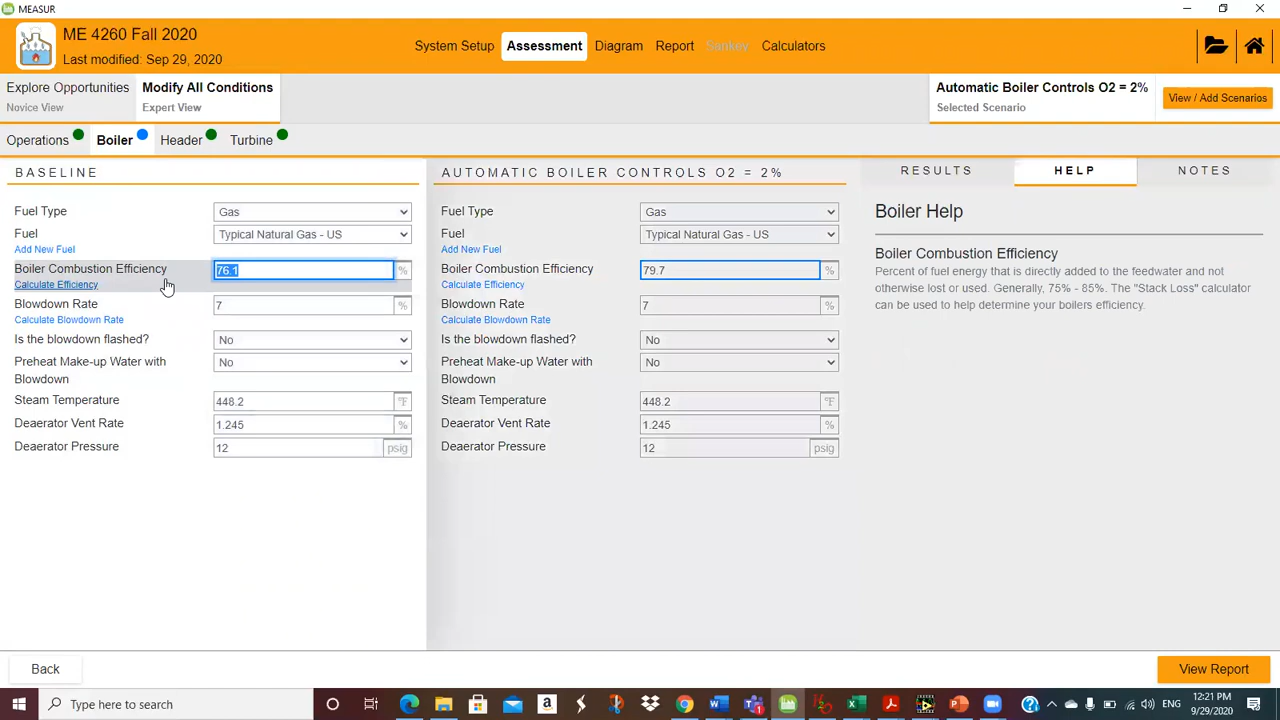 MEASUR
ME 4260 Fall 2020
Last modified: Sep 29, 2020
System Setup
Assessment
Diagram
Report
Sankey
Calculators
Explore Opportunities
Novice View
Modify All Conditions
Expert View
Automatic Boiler Controls O2 = 2%
Selected Scenario
View / Add Scenarios
Operations
Boiler
Header
Turbine
BASELINE
Fuel Type
Gas
Fuel
Typical Natural Gas - US
Add New Fuel
Boiler Combustion Efficiency
76.1
%
Calculate Efficiency
Blowdown Rate
7
%
Calculate Blowdown Rate
Is the blowdown flashed?
No
Preheat Make-up Water with
Blowdown
No
Steam Temperature
448.2
°F
Deaerator Vent Rate
1.245
%
Deaerator Pressure
12
psig
AUTOMATIC BOILER CONTROLS O2 = 2%
Fuel Type
Gas
Fuel
Typical Natural Gas - US
Add New Fuel
Boiler Combustion Efficiency
79.7
%
Calculate Efficiency
Blowdown Rate
7
%
Calculate Blowdown Rate
Is the blowdown flashed?
No
Preheat Make-up Water with
Blowdown
No
Steam Temperature
448.2
°F
Deaerator Vent Rate
1.245
%
Deaerator Pressure
12
psig
RESULTS
HELP
NOTES
Boiler Help
Boiler Combustion Efficiency
Percent of fuel energy that is directly added to the feedwater and not
otherwise lost or used. Generally, 75% - 85%. The "Stack Loss" calculator
can be used to help determine your boilers efficiency.
Back
View Report
Type here to search
ENG
12:21 PM
9/29/2020